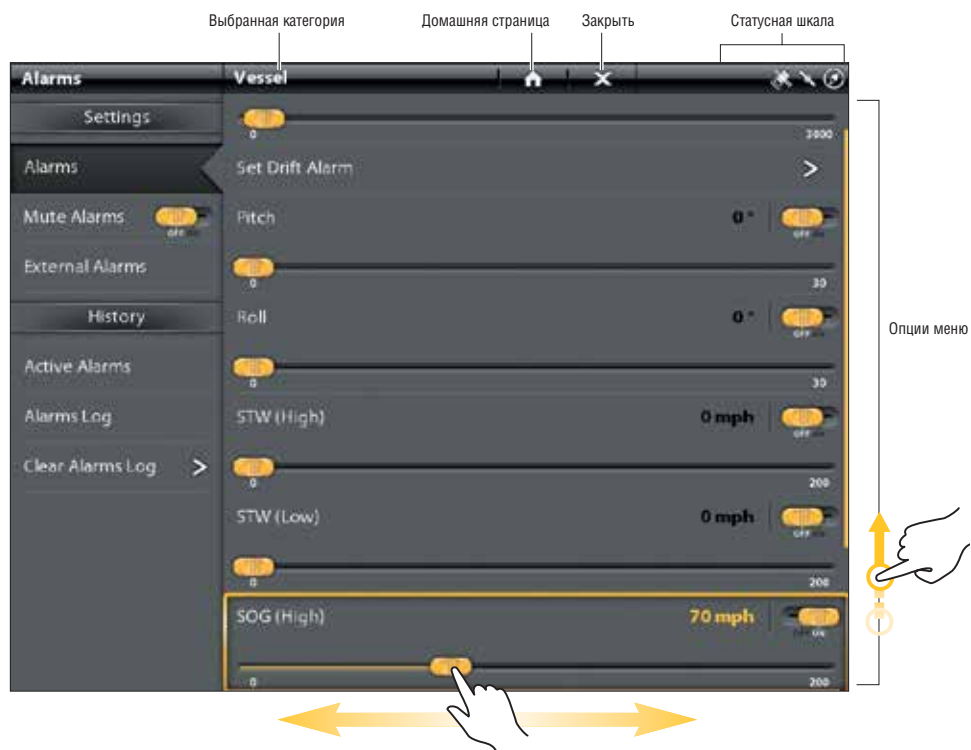 Выбранная категория
Домашняя страница
Закрыть
Статусная шкала
Alarms
Vessel
Settings
0
3000
Alarms
Set Drift Alarm
>
Mute Alarms
OFF
Pitch
0 °
OFF
External Alarms
0
30
History
Roll
0 °
OFF
Опции меню
Active Alarms
0
30
Alarms Log
STW (High)
0 mph
OFF
Clear Alarms Log
>
0
200
STW (Low)
0 mph
OFF
0
200
SOG (High)
70 mph
OFF ON
0
200